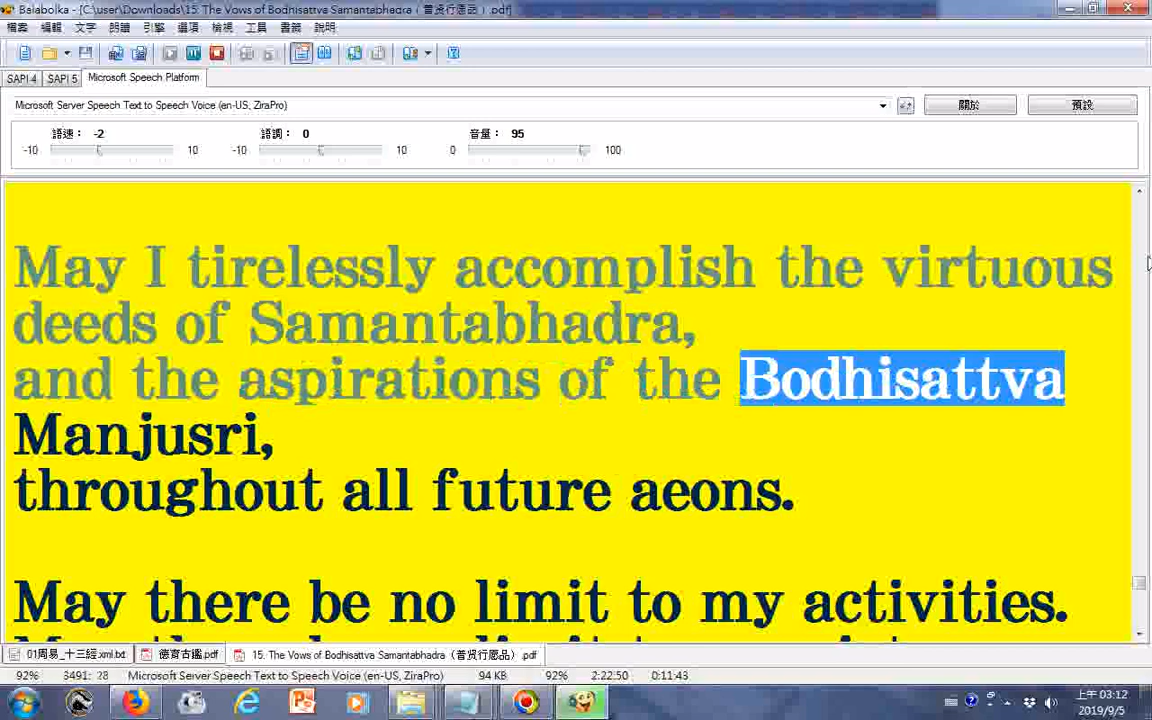 Balabolka - [C:\user\Downloads\15. The Vows of Bodhisattva Samantabhadra（普贤行愿品）.pdf]
檔案 編輯 文字 朗讀 引擎 選項 檢視 工具 書籤 說明
SAPI 4 SAPI 5 Microsoft Speech Platform
Microsoft Server Speech Text to Speech Voice (en-US, ZiraPro) 關於 預設
語速： -2 語調： 0 音量： 95
-10 10 -10 10 0 100
May I tirelessly accomplish the virtuous
deeds of Samantabhadra,
and the aspirations of the Bodhisattva
Manjusri,
throughout all future aeons.
May there be no limit to my activities.
01周易_十三經.xml.txt 德育古鑑.pdf 15. The Vows of Bodhisattva Samantabhadra（普贤行愿品）.pdf
92% 3491: 28 Microsoft Server Speech Text to Speech Voice (en-US, ZiraPro) 94 KB 92% 2:22:50 0:11:43
上午 03:12
2019/9/5